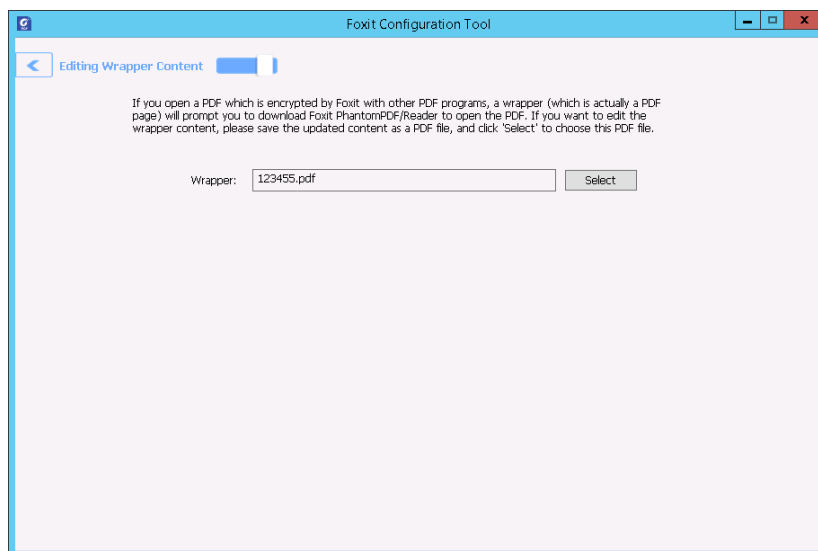 Foxit Configuration Tool
Editing Wrapper Content
If you open a PDF which is encrypted by Foxit with other PDF programs, a wrapper (which is actually a PDF
page) will prompt you to download Foxit PhantomPDF/Reader to open the PDF. If you want to edit the
wrapper content, please save the updated content as a PDF file, and click 'Select' to choose this PDF file.
Wrapper: 123455.pdf Select